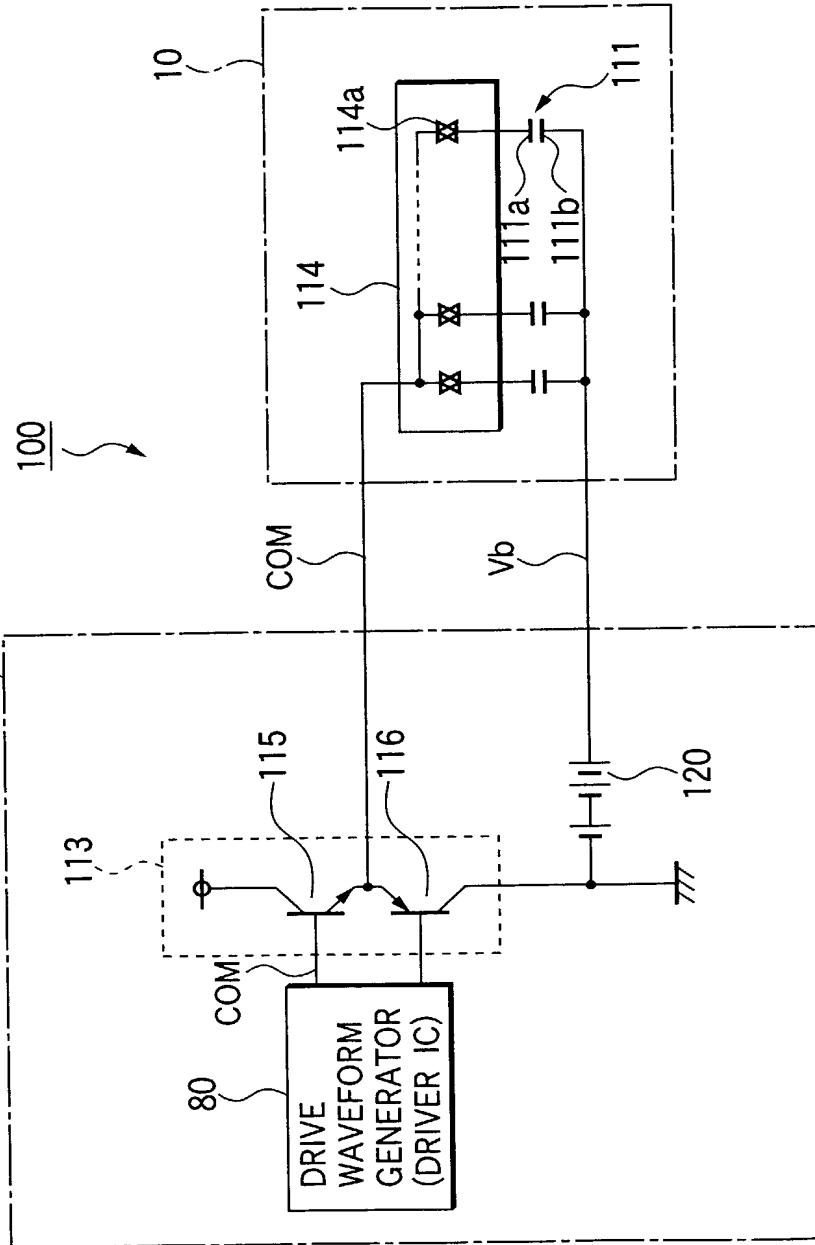 100
10
113
115
COM
114
114a
COM
80
DRIVE
WAVEFORM
GENERATOR
(DRIVER IC)
116
111a
111b
111
Vb
120